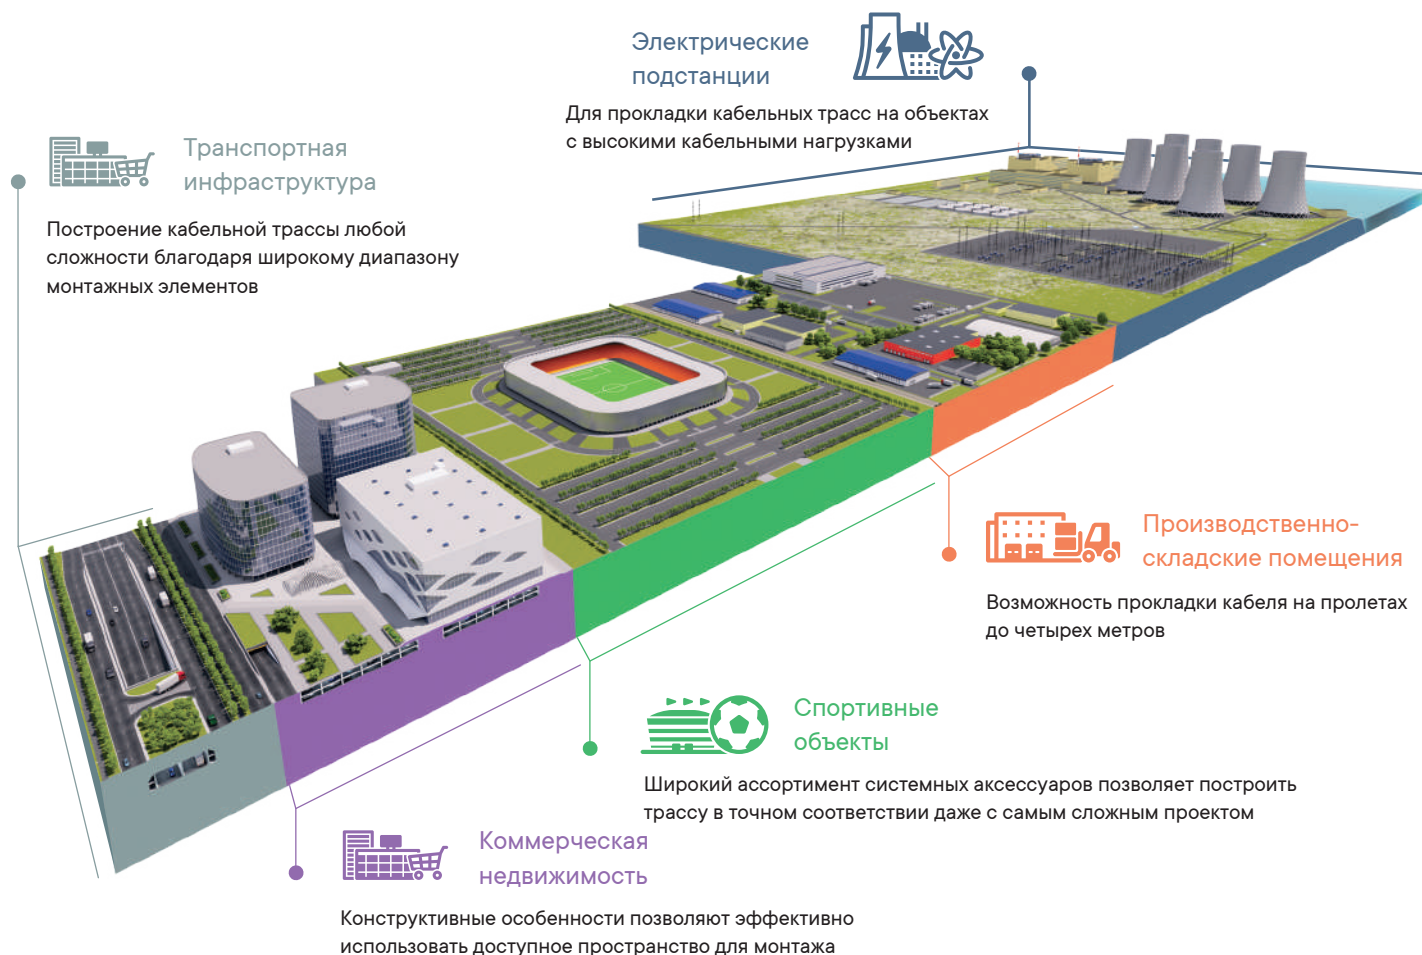 Электрические
подстанции
Для прокладки кабельных трасс на объектах
с высокими кабельными нагрузками
Транспортная
инфраструктура
Построение кабельной трассы любой
сложности благодаря широкому диапазону
монтажных элементов
Производственно-
складские помещения
Возможность прокладки кабеля на пролетах
до четырех метров
Спортивные
объекты
Широкий ассортимент системных аксессуаров позволяет построить
трассу в точном соответствии даже с самым сложным проектом
Коммерческая
недвижимость
Конструктивные особенности позволяют эффективно
использовать доступное пространство для монтажа